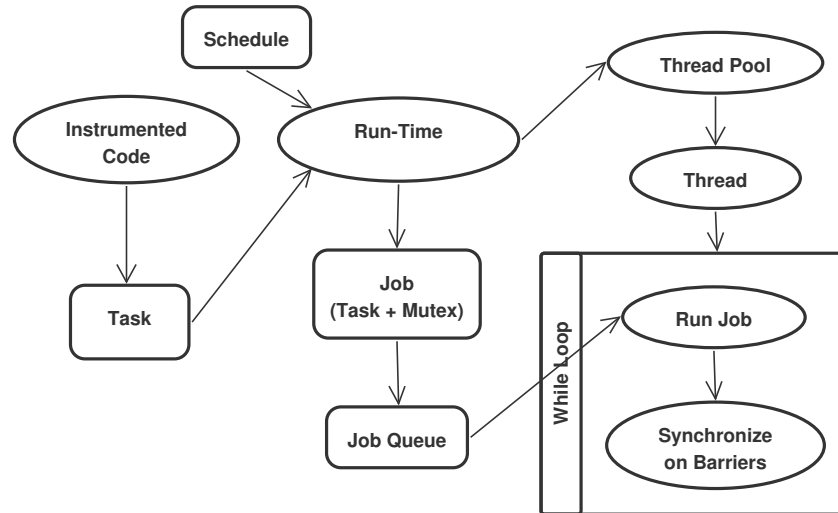 Schedule
Thread Pool
Instrumented
Code
Run-Time
Thread
Task
Job
(Task + Mutex)
Run Job
While Loop
Job Queue
Synchronize
on Barriers